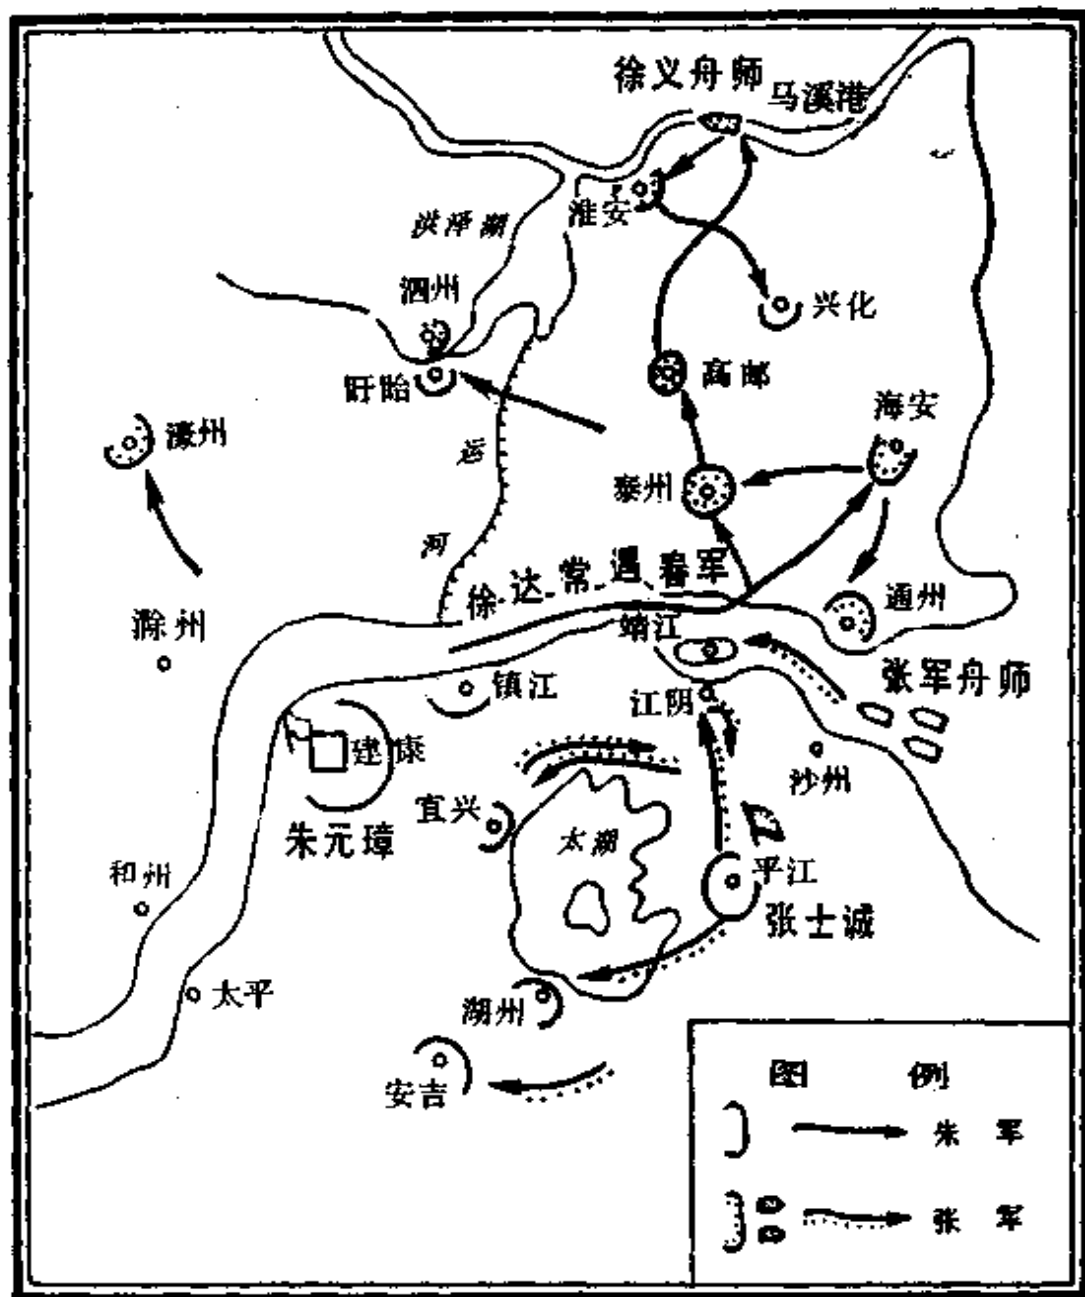 徐义舟师
马溪港
淮安
洪泽湖
泗州
兴化
盱眙
高邮
海安
濠州
运河
泰州
徐达常遇春军
通州
滁州
靖江
张军舟师
镇江
江阴
建康
沙州
宜兴
朱元璋
太湖
和州
平江
张士诚
太平
湖州
安吉
图例
朱军
张军